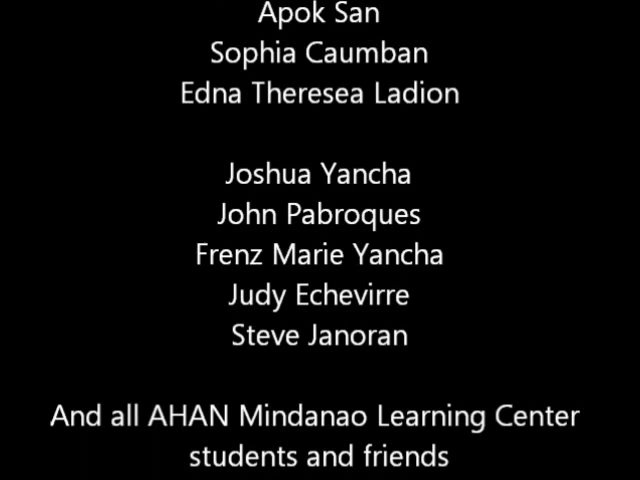 Apok San
Sophia Caumban
Edna Theresea Ladion
Joshua Yancha
John Pabroques
Frenz Marie Yancha
Judy Echevirre
Steve Janoran
And all AHAN Mindanao Learning Center
students and friends